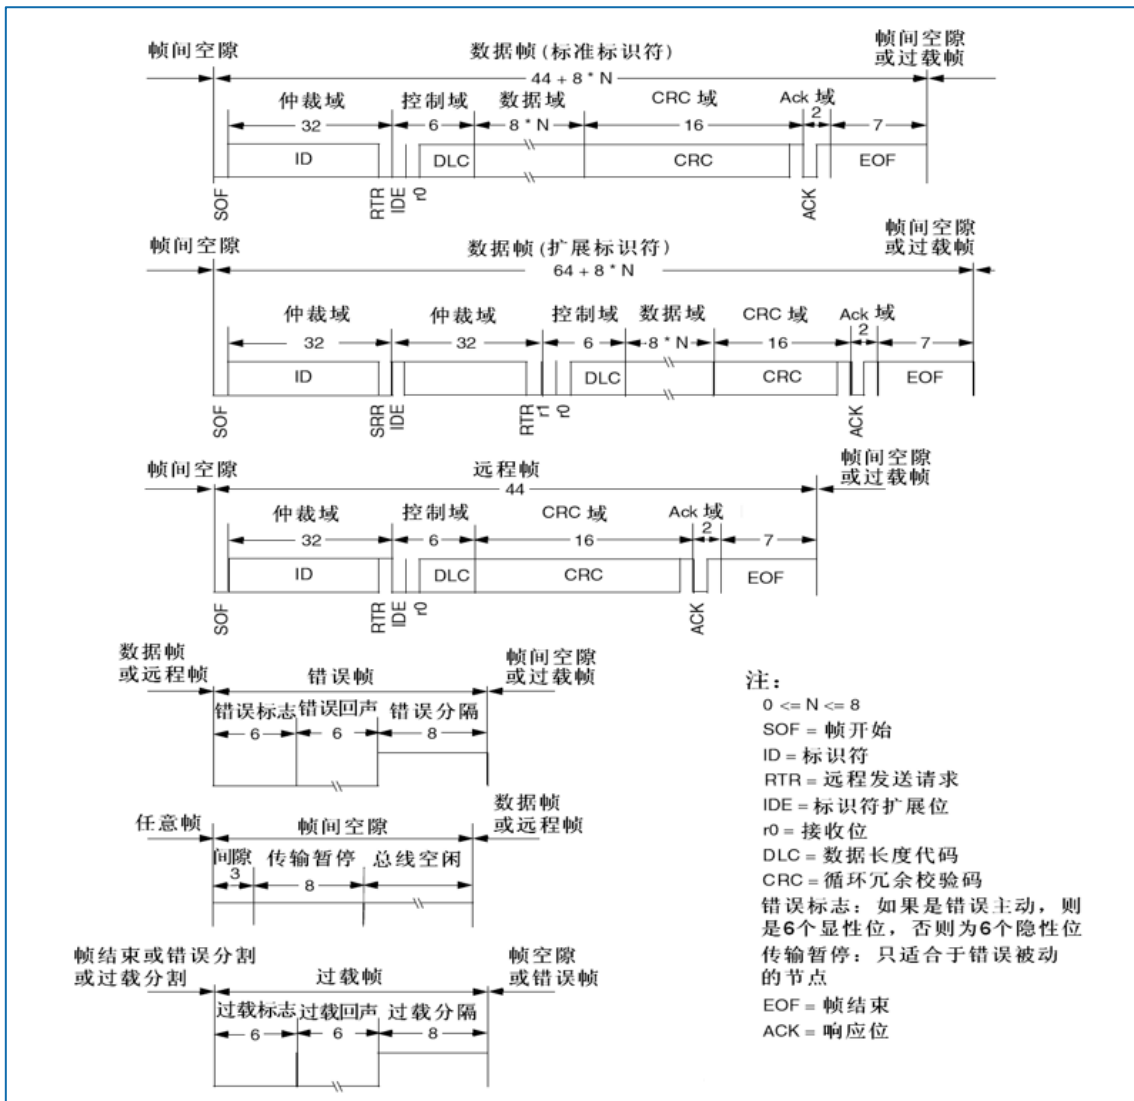 帧间空隙 数据帧(标准标识符) 帧间空隙
或过载帧
44 + 8 * N
仲裁域 控制域 数据域 CRC 域 Ack 域
32 6 8 * N 16 2 7
ID DLC CRC EOF
SOF RTR IDE r0 ACK
帧间空隙 数据帧(扩展标识符) 帧间空隙
或过载帧
64 + 8 * N
仲裁域 仲裁域 控制域 数据域 CRC 域 Ack 域
32 32 6 8 * N 16 2 7
ID DLC CRC EOF
SOF SRR IDE RTR r1 r0 ACK
帧间空隙 远程帧 帧间空隙
或过载帧
44
仲裁域 控制域 CRC 域 Ack 域
32 6 16 2 7
ID DLC CRC EOF
SOF RTR IDE r0 ACK
数据帧
或远程帧 错误帧 帧间空隙
或过载帧
错误标志 错误回声 错误分隔
6 6 8
任意帧 帧间空隙 数据帧
或远程帧
间隙 传输暂停 总线空闲
3 8
帧结束或错误分割
或过载分割 过载帧 帧空隙
或错误帧
过载标志 过载回声 过载分隔
6 6 8
注:
0 <= N <= 8
SOF = 帧开始
ID = 标识符
RTR = 远程发送请求
IDE = 标识符扩展位
r0 = 接收位
DLC = 数据长度代码
CRC = 循环冗余校验码
错误标志: 如果是错误主动, 则
是6个显性位, 否则为6个隐性位
传输暂停: 只适合于错误被动
的节点
EOF = 帧结束
ACK = 响应位